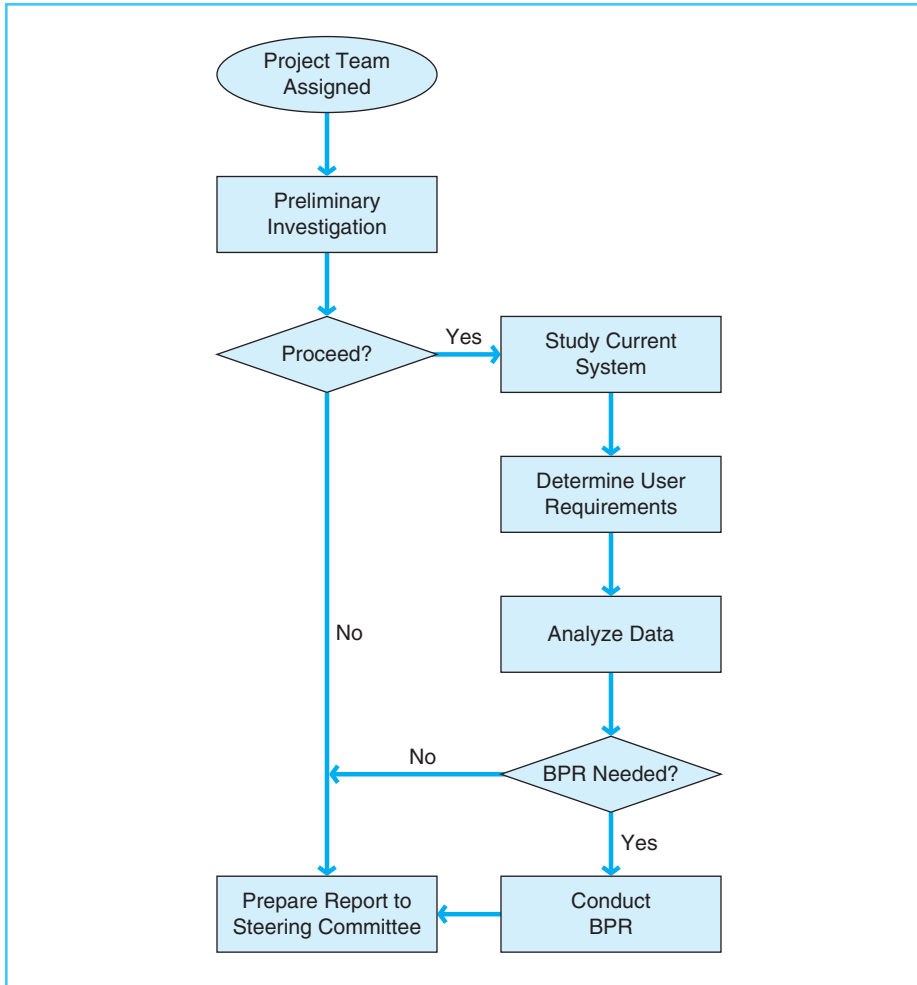 Project Team
Assigned
Preliminary
Investigation
Proceed?
Yes
Study Current
System
Determine User
Requirements
Analyze Data
No
No
BPR Needed?
Yes
Prepare Report to
Steering Committee
Conduct
BPR